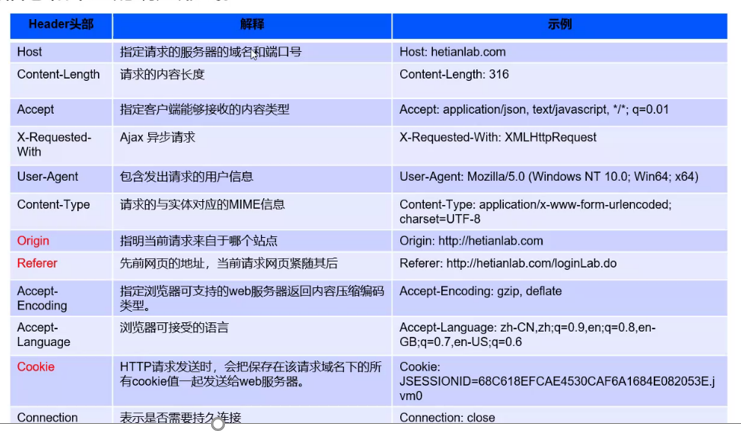 Header头部 解释 示例
Host 指定请求的服务器的域名和端口号 Host: hetianlab.com
Content-Length 请求的内容长度 Content-Length: 316
Accept 指定客户端能够接收的内容类型 Accept: application/json, text/javascript, */*; q=0.01
X-Requested-
With Ajax 异步请求 X-Requested-With: XMLHttpRequest
User-Agent 包含发出请求的用户信息 User-Agent: Mozilla/5.0 (Windows NT 10.0; Win64; x64)
Content-Type 请求的与实体对应的MIME信息 Content-Type: application/x-www-form-urlencoded;
charset=UTF-8
Origin 指明当前请求来自于哪个站点 Origin: http://hetianlab.com
Referer 先前网页的地址，当前请求网页紧随其后 Referer: http://hetianlab.com/loginLab.do
Accept-
Encoding 指定浏览器可支持的web服务器返回内容压缩编码
类型。 Accept-Encoding: gzip, deflate
Accept-
Language 浏览器可接受的语言 Accept-Language: zh-CN,zh;q=0.9,en;q=0.8,en-
GB;q=0.7,en-US;q=0.6
Cookie HTTP请求发送时，会把保存在该请求域名下的所
有cookie值一起发送给web服务器。 Cookie:
JSESSIONID=68C618EFCAE4530CAF6A1684E082053E.j
vm0
Connection 表示是否需要持久连接 Connection: close